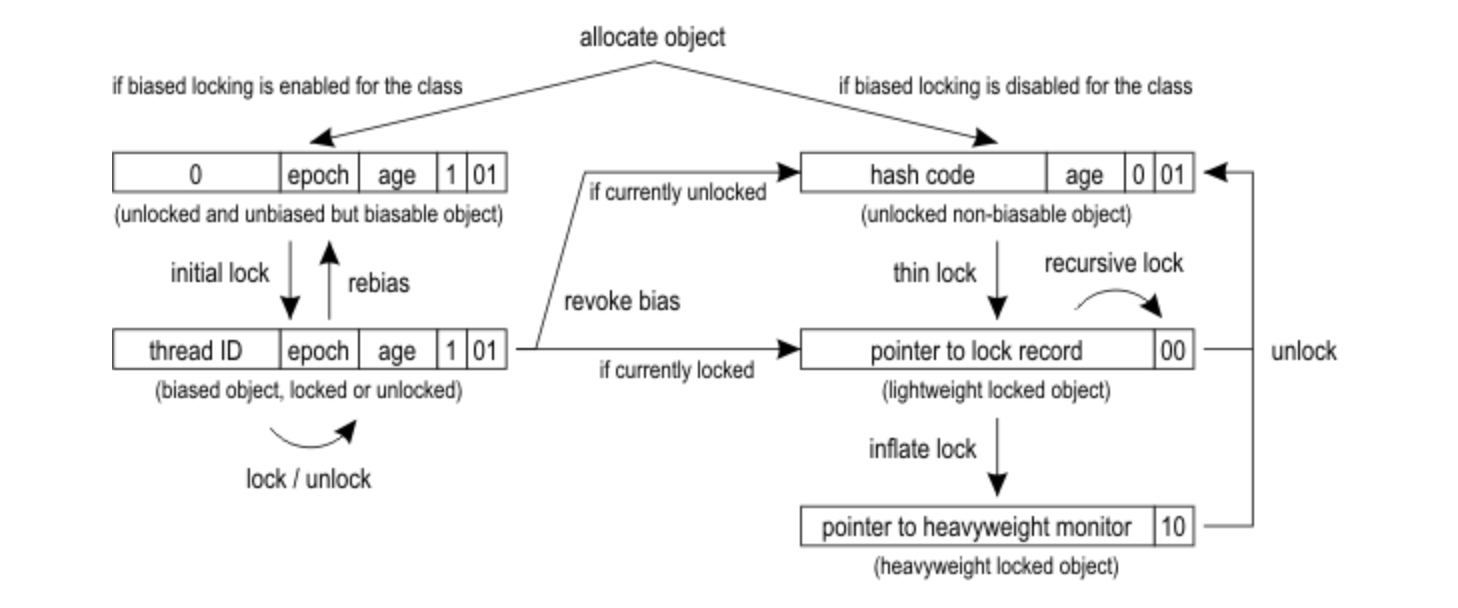 allocate object
if biased locking is enabled for the class
if biased locking is disabled for the class
0 epoch age 1 01
hash code age 0 01
(unlocked and unbiased but biasable object)
if currently unlocked
(unlocked non-biasable object)
initial lock
rebias
revoke bias
thin lock
recursive lock
thread ID epoch age 1 01
pointer to lock record 00
unlock
(biased object, locked or unlocked)
if currently locked
(lightweight locked object)
lock / unlock
inflate lock
pointer to heavyweight monitor 10
(heavyweight locked object)